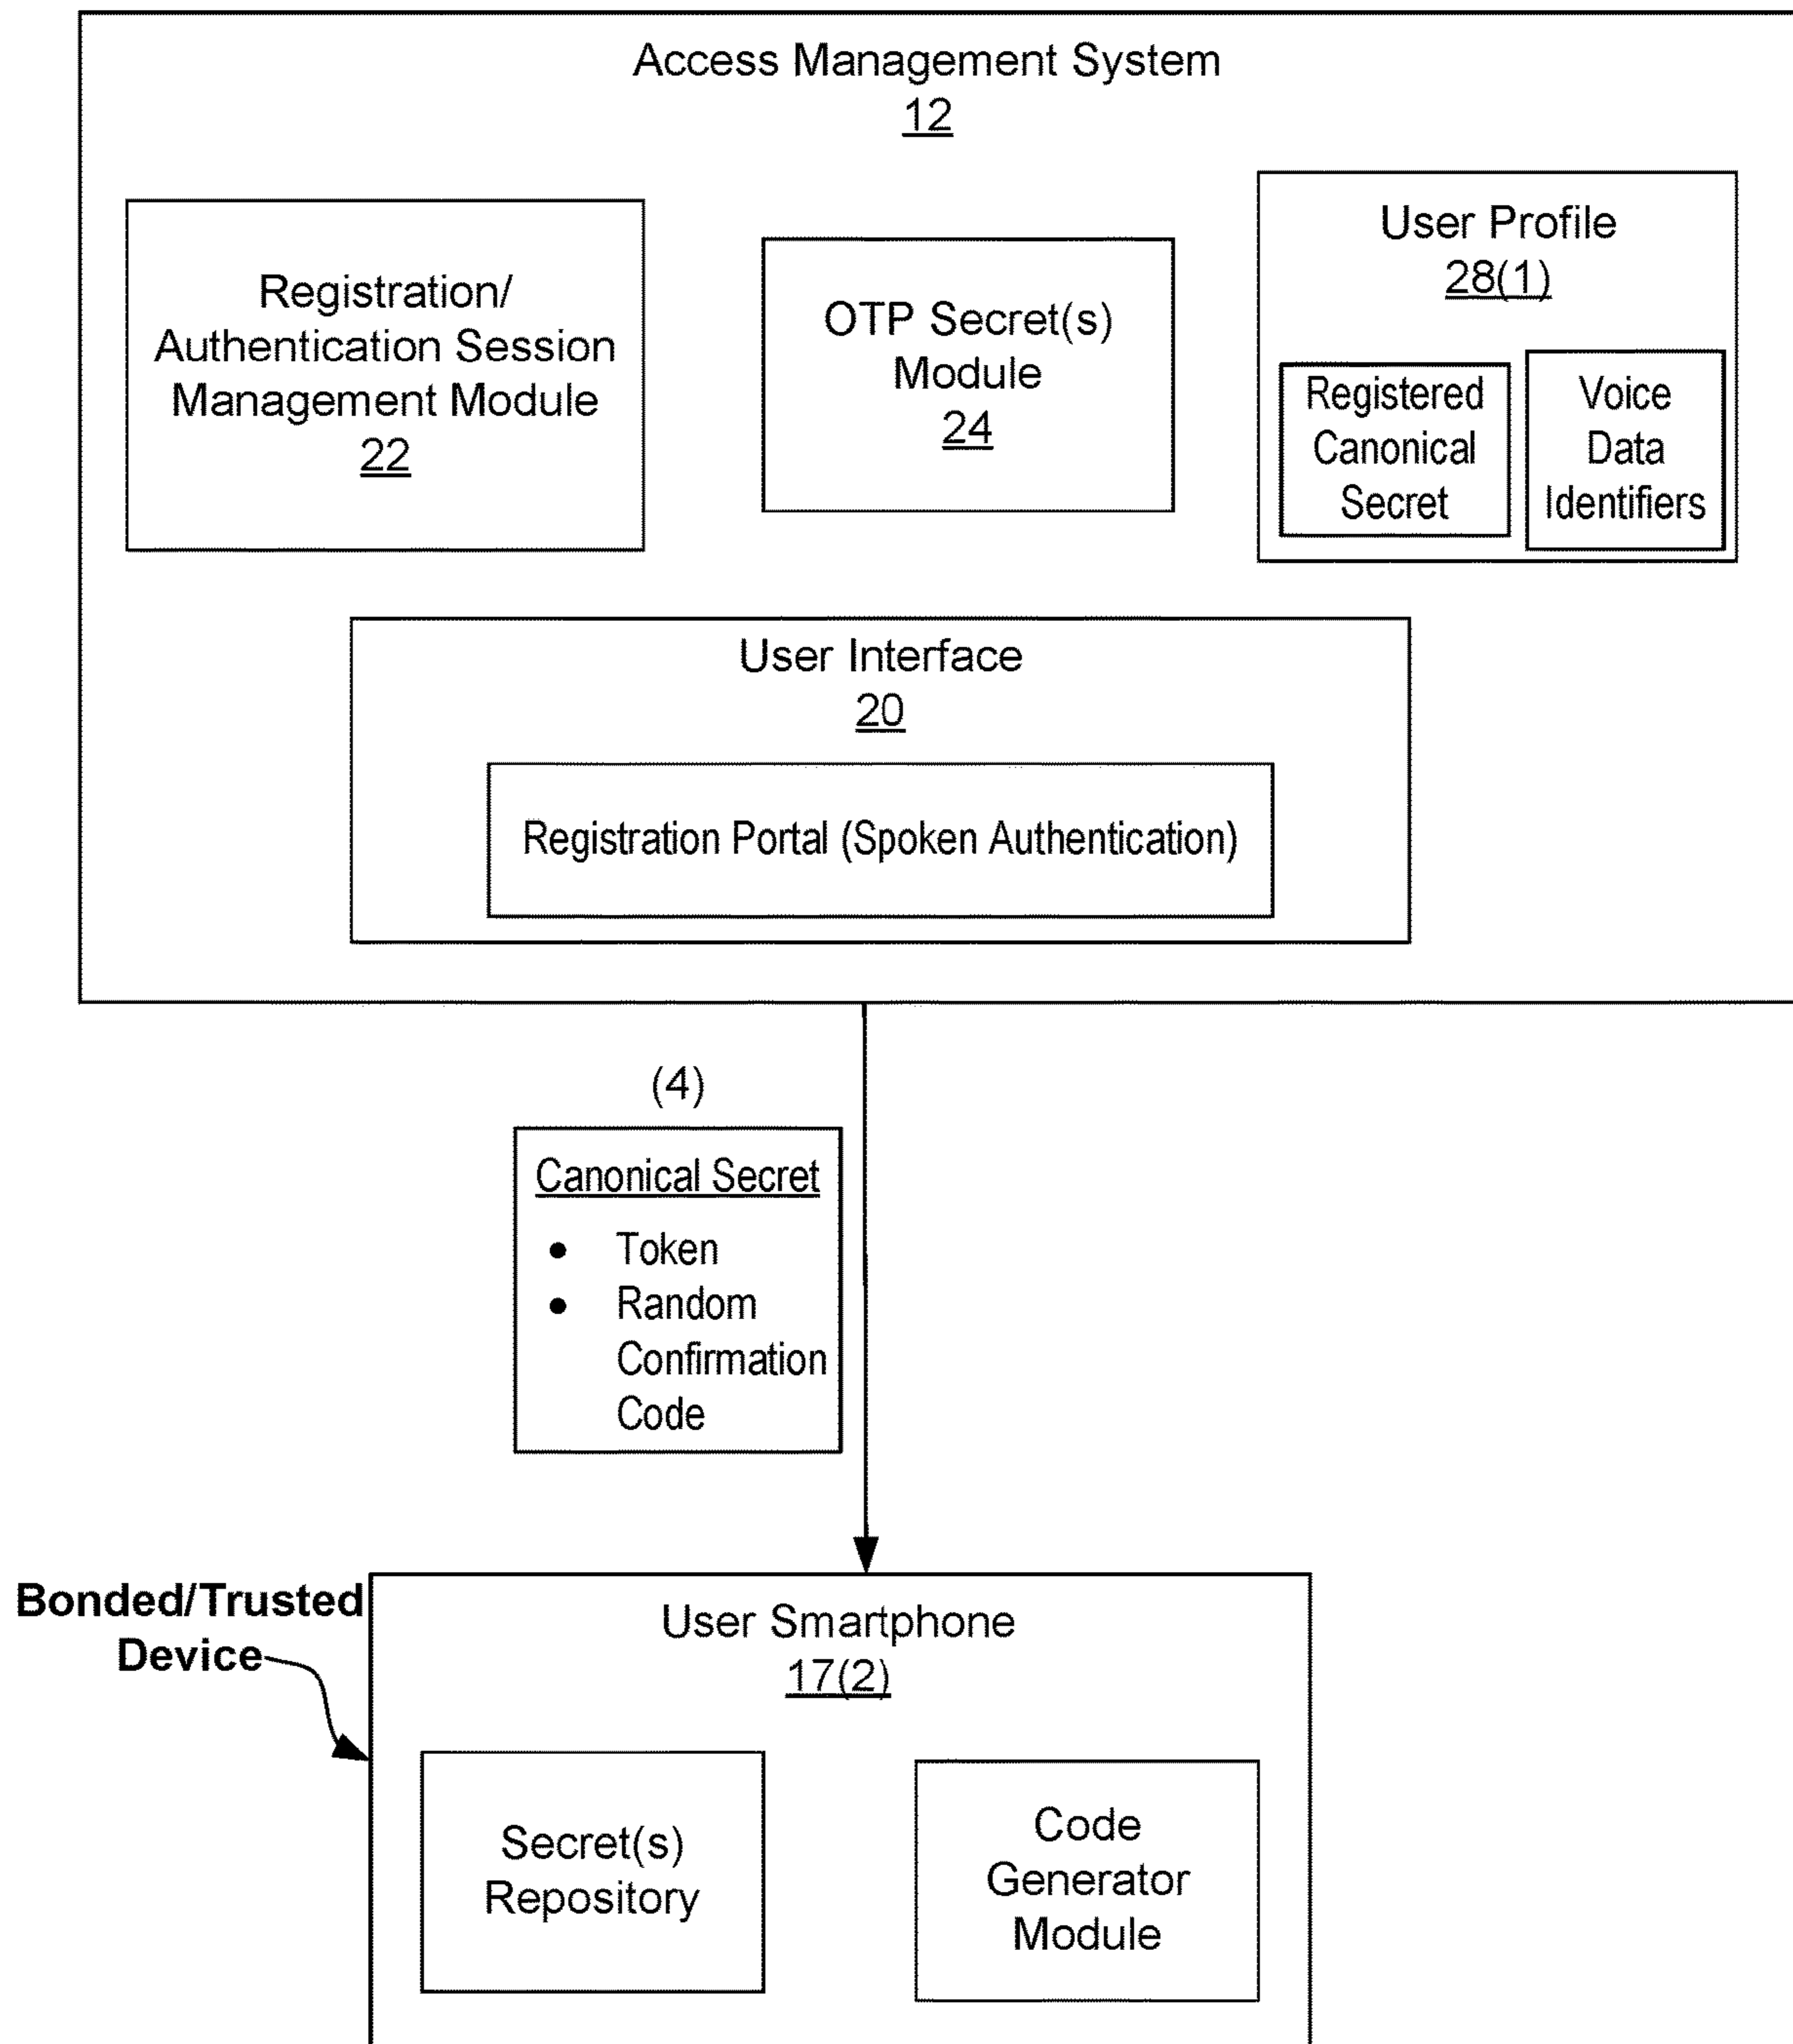 Access Management System
12
Registration/
Authentication Session
Management Module
22
OTP Secret(s)
Module
24
User Profile
28(1)
Registered
Canonical
Secret
Voice
Data
Identifiers
User Interface
20
Registration Portal (Spoken Authentication)
(4)
Canonical Secret
• Token
• Random
Confirmation
Code
Bonded/Trusted
Device
User Smartphone
17(2)
Secret(s)
Repository
Code
Generator
Module